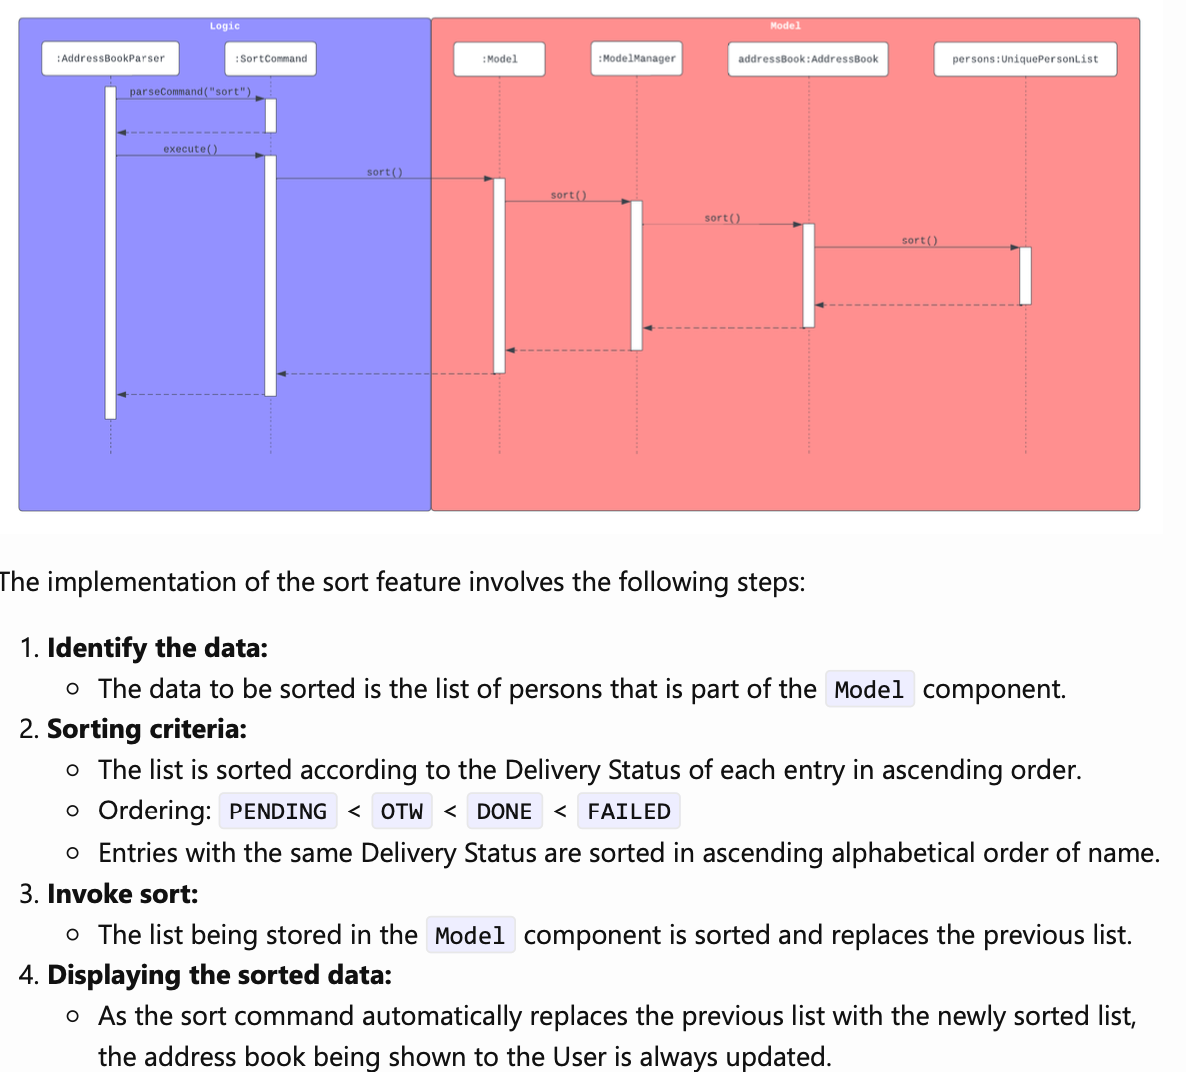 Logic
Model
:AddressBookParser
:SortCommand
:Model
:ModelManager
addressBook:AddressBook
persons:UniquePersonList
parseCommand("sort")
execute()
sort()
sort()
sort()
sort()
The implementation of the sort feature involves the following steps:
1. Identify the data:
The data to be sorted is the list of persons that is part of the Model component.
2. Sorting criteria:
The list is sorted according to the Delivery Status of each entry in ascending order.
Ordering: PENDING < OTW < DONE < FAILED
Entries with the same Delivery Status are sorted in ascending alphabetical order of name.
3. Invoke sort:
The list being stored in the Model component is sorted and replaces the previous list.
4. Displaying the sorted data:
As the sort command automatically replaces the previous list with the newly sorted list,
the address book being shown to the User is always updated.